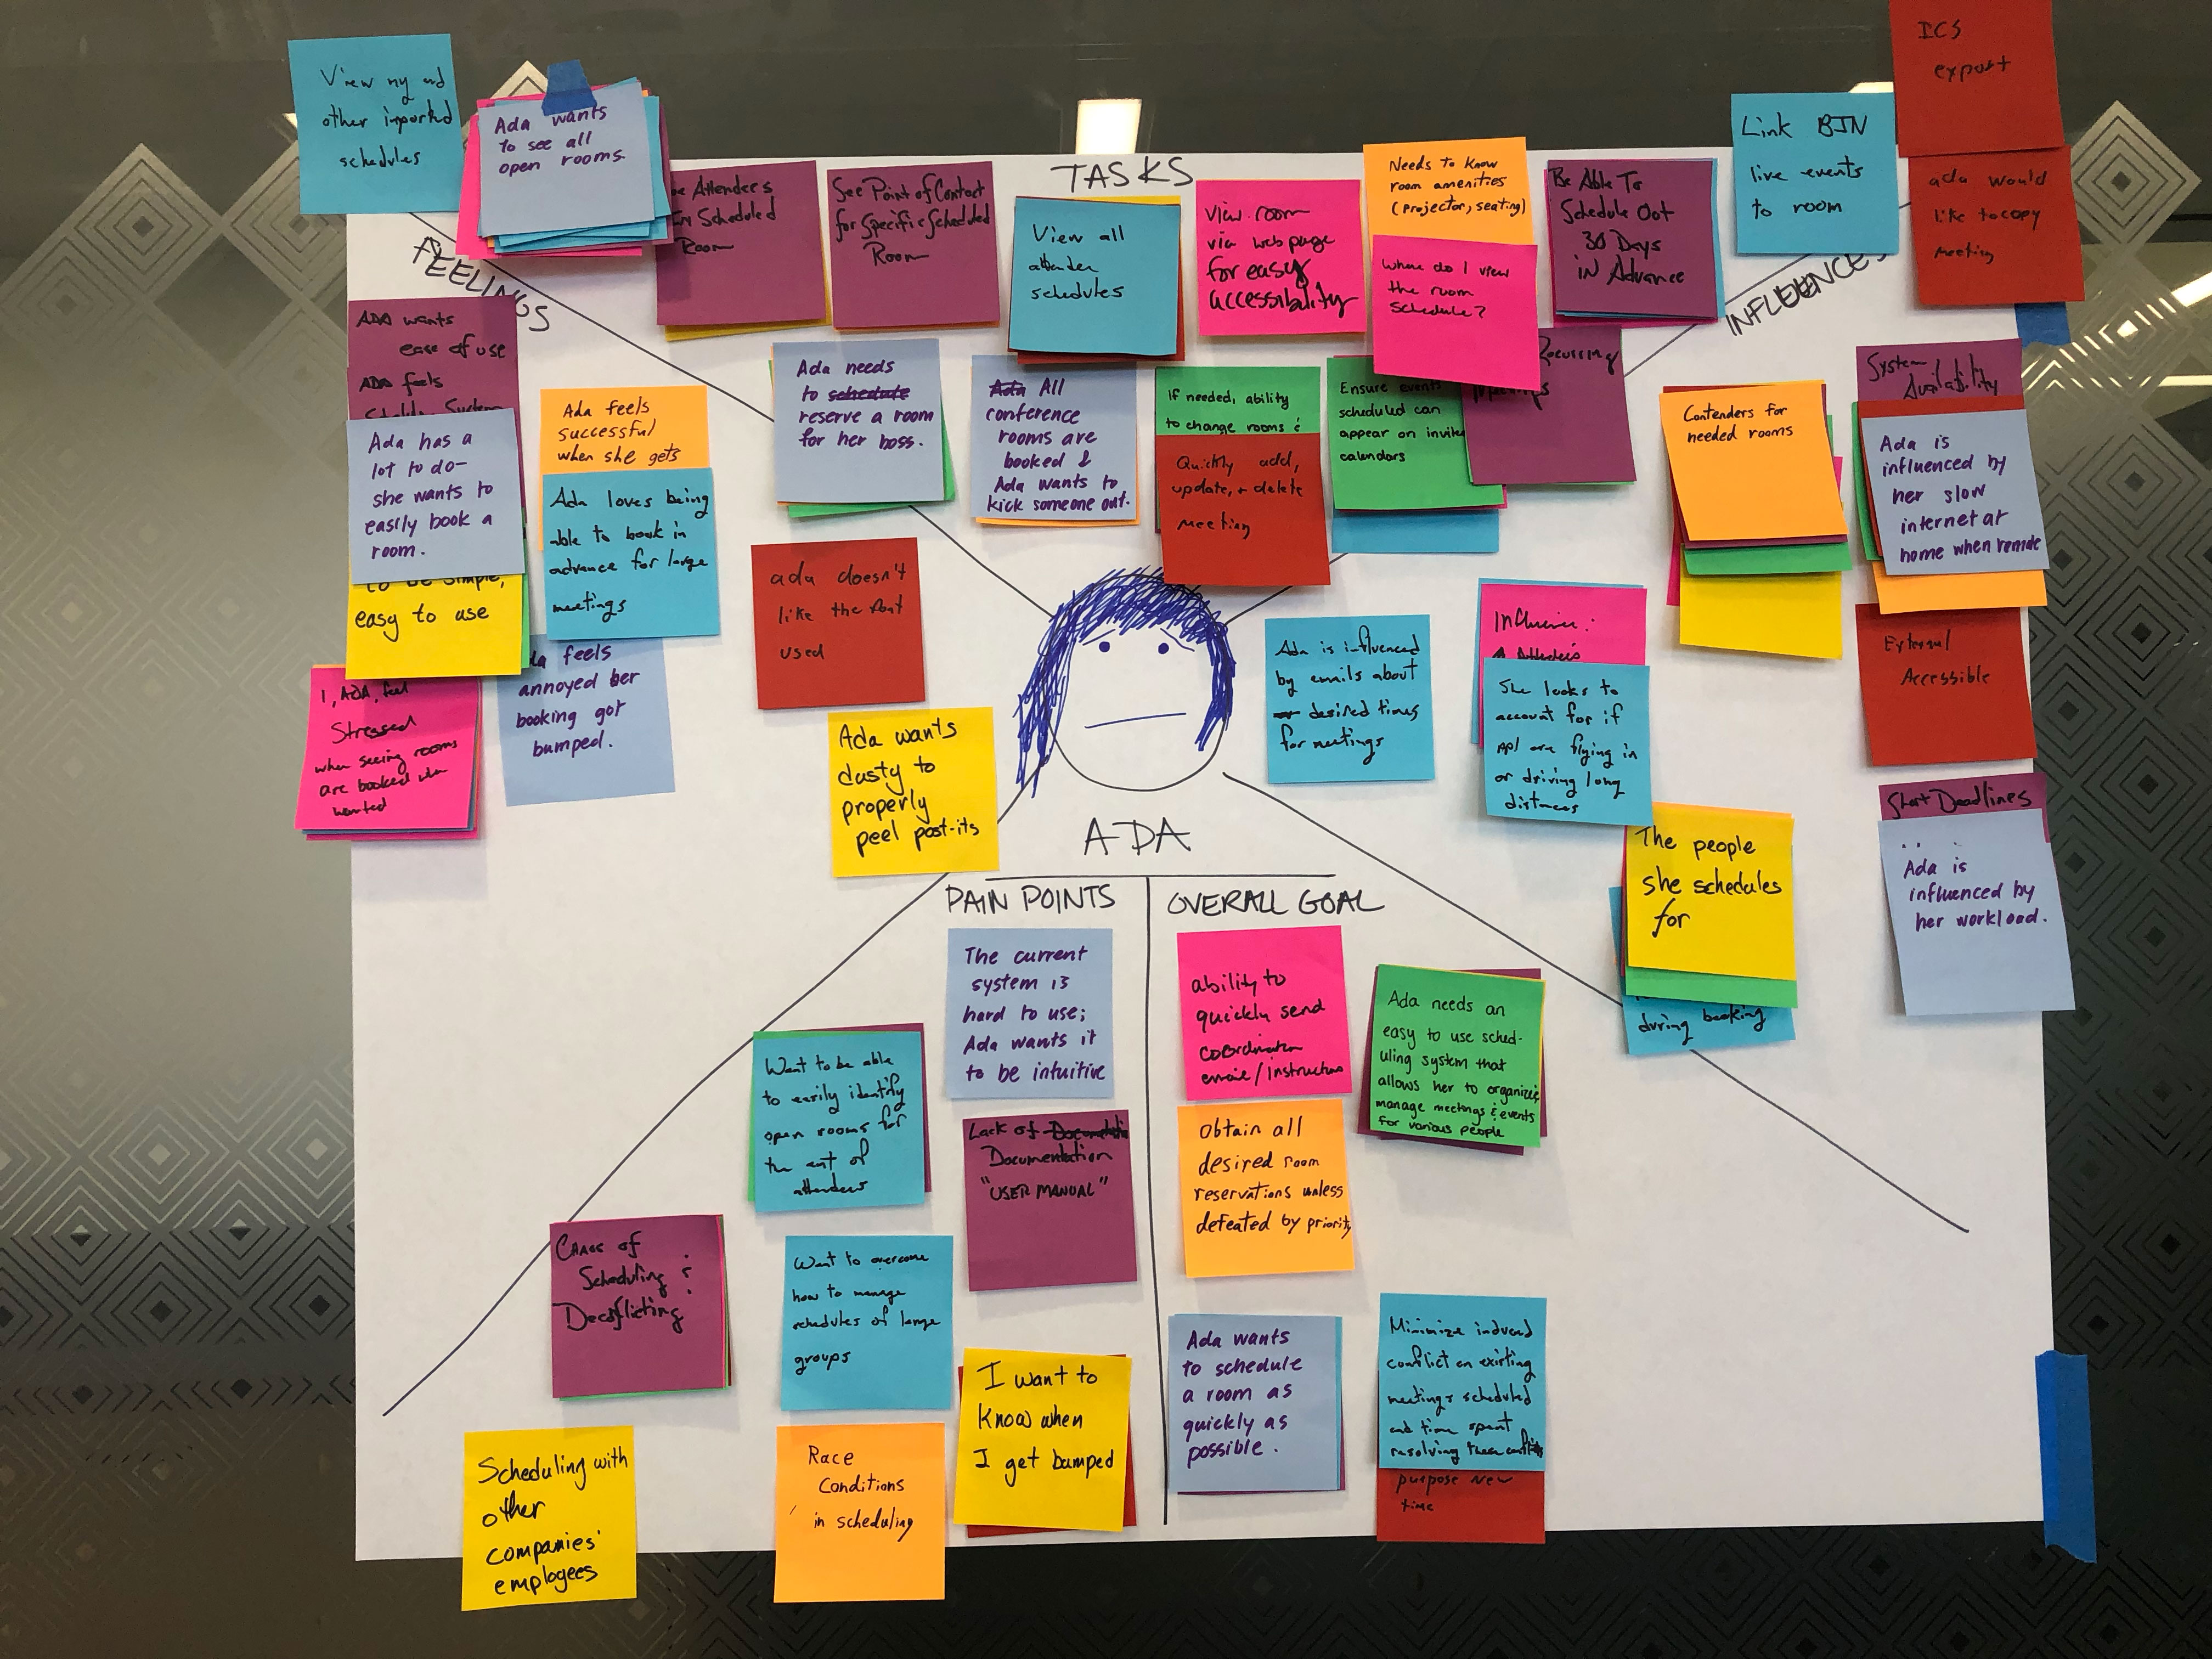 View my and
other imported
schedules
Ada wants
to see all
open rooms.
TASKS
Attenders
In Scheduled
Room
See Point of Contact
for Specific Scheduled
Room
View all
attender
schedules
View room
via web page
for easy
accessibility
Needs to know
room amenities
(projector, seating)
Where do I view
the room
schedule?
Be Able To
Schedule Out
30 Days
in Advance
Link BJN
live events
to room
ICS
export
ada would
like to copy
meeting
FEELINGS
INFLUENCES
Ada needs
to schedule
reserve a room
for her boss.
Ada All
conference
rooms are
booked &
Ada wants to
kick someone out.
If needed, ability
to change rooms &
Quickly add,
update, + delete
meeting
Ensure events
scheduled can
appear on invite
calendars
Recurring
ADA wants
ease of use
ADA feels
System
Ada has a
lot to do-
she wants to
easily book a
room.
to be simple,
easy to use
Ada feels
successful
when she gets
Ada loves being
able to book in
advance for large
meetings
feels
annoyed her
booking got
bumped.
I, ADA, feel
Stressed
when seeing rooms
are booked when
wanted
ada doesn't
like the font
used
Ada wants
dusty to
properly
peel post-its
ADA
Ada is influenced
by emails about
desired times
for meetings
She looks to
account for if
ppl are flying in
or driving long
distances
Contenders for
needed rooms
System
Availability
Ada is
influenced by
her slow
internet at
home when remote
External
Accessible
The people
she schedules
for
during booking
Short Deadlines
Ada is
influenced by
her workload.
PAIN POINTS
The current
system is
hard to use;
Ada wants it
to be intuitive
Want to be able
to easily identify
open rooms for
the amt of
attenders
Lack of
Documentation
"USER MANUAL"
Chaos of
Scheduling &
Deconflicting
Want to overcome
how to manage
schedules of large
groups
I want to
know when
I get bumped
Scheduling with
other
companies'
employees
Race
Conditions
in scheduling
OVERALL GOAL
ability to
quickly send
coordination
email/instructions
Ada needs an
easy to use sched-
uling system that
allows her to organize &
manage meetings & events
for various people
obtain all
desired room
reservations unless
defeated by priority
Ada wants
to schedule
a room as
quickly as
possible.
Minimize induced
conflict on existing
meetings scheduled
and time spent
resolving these conflicts
purpose new
time